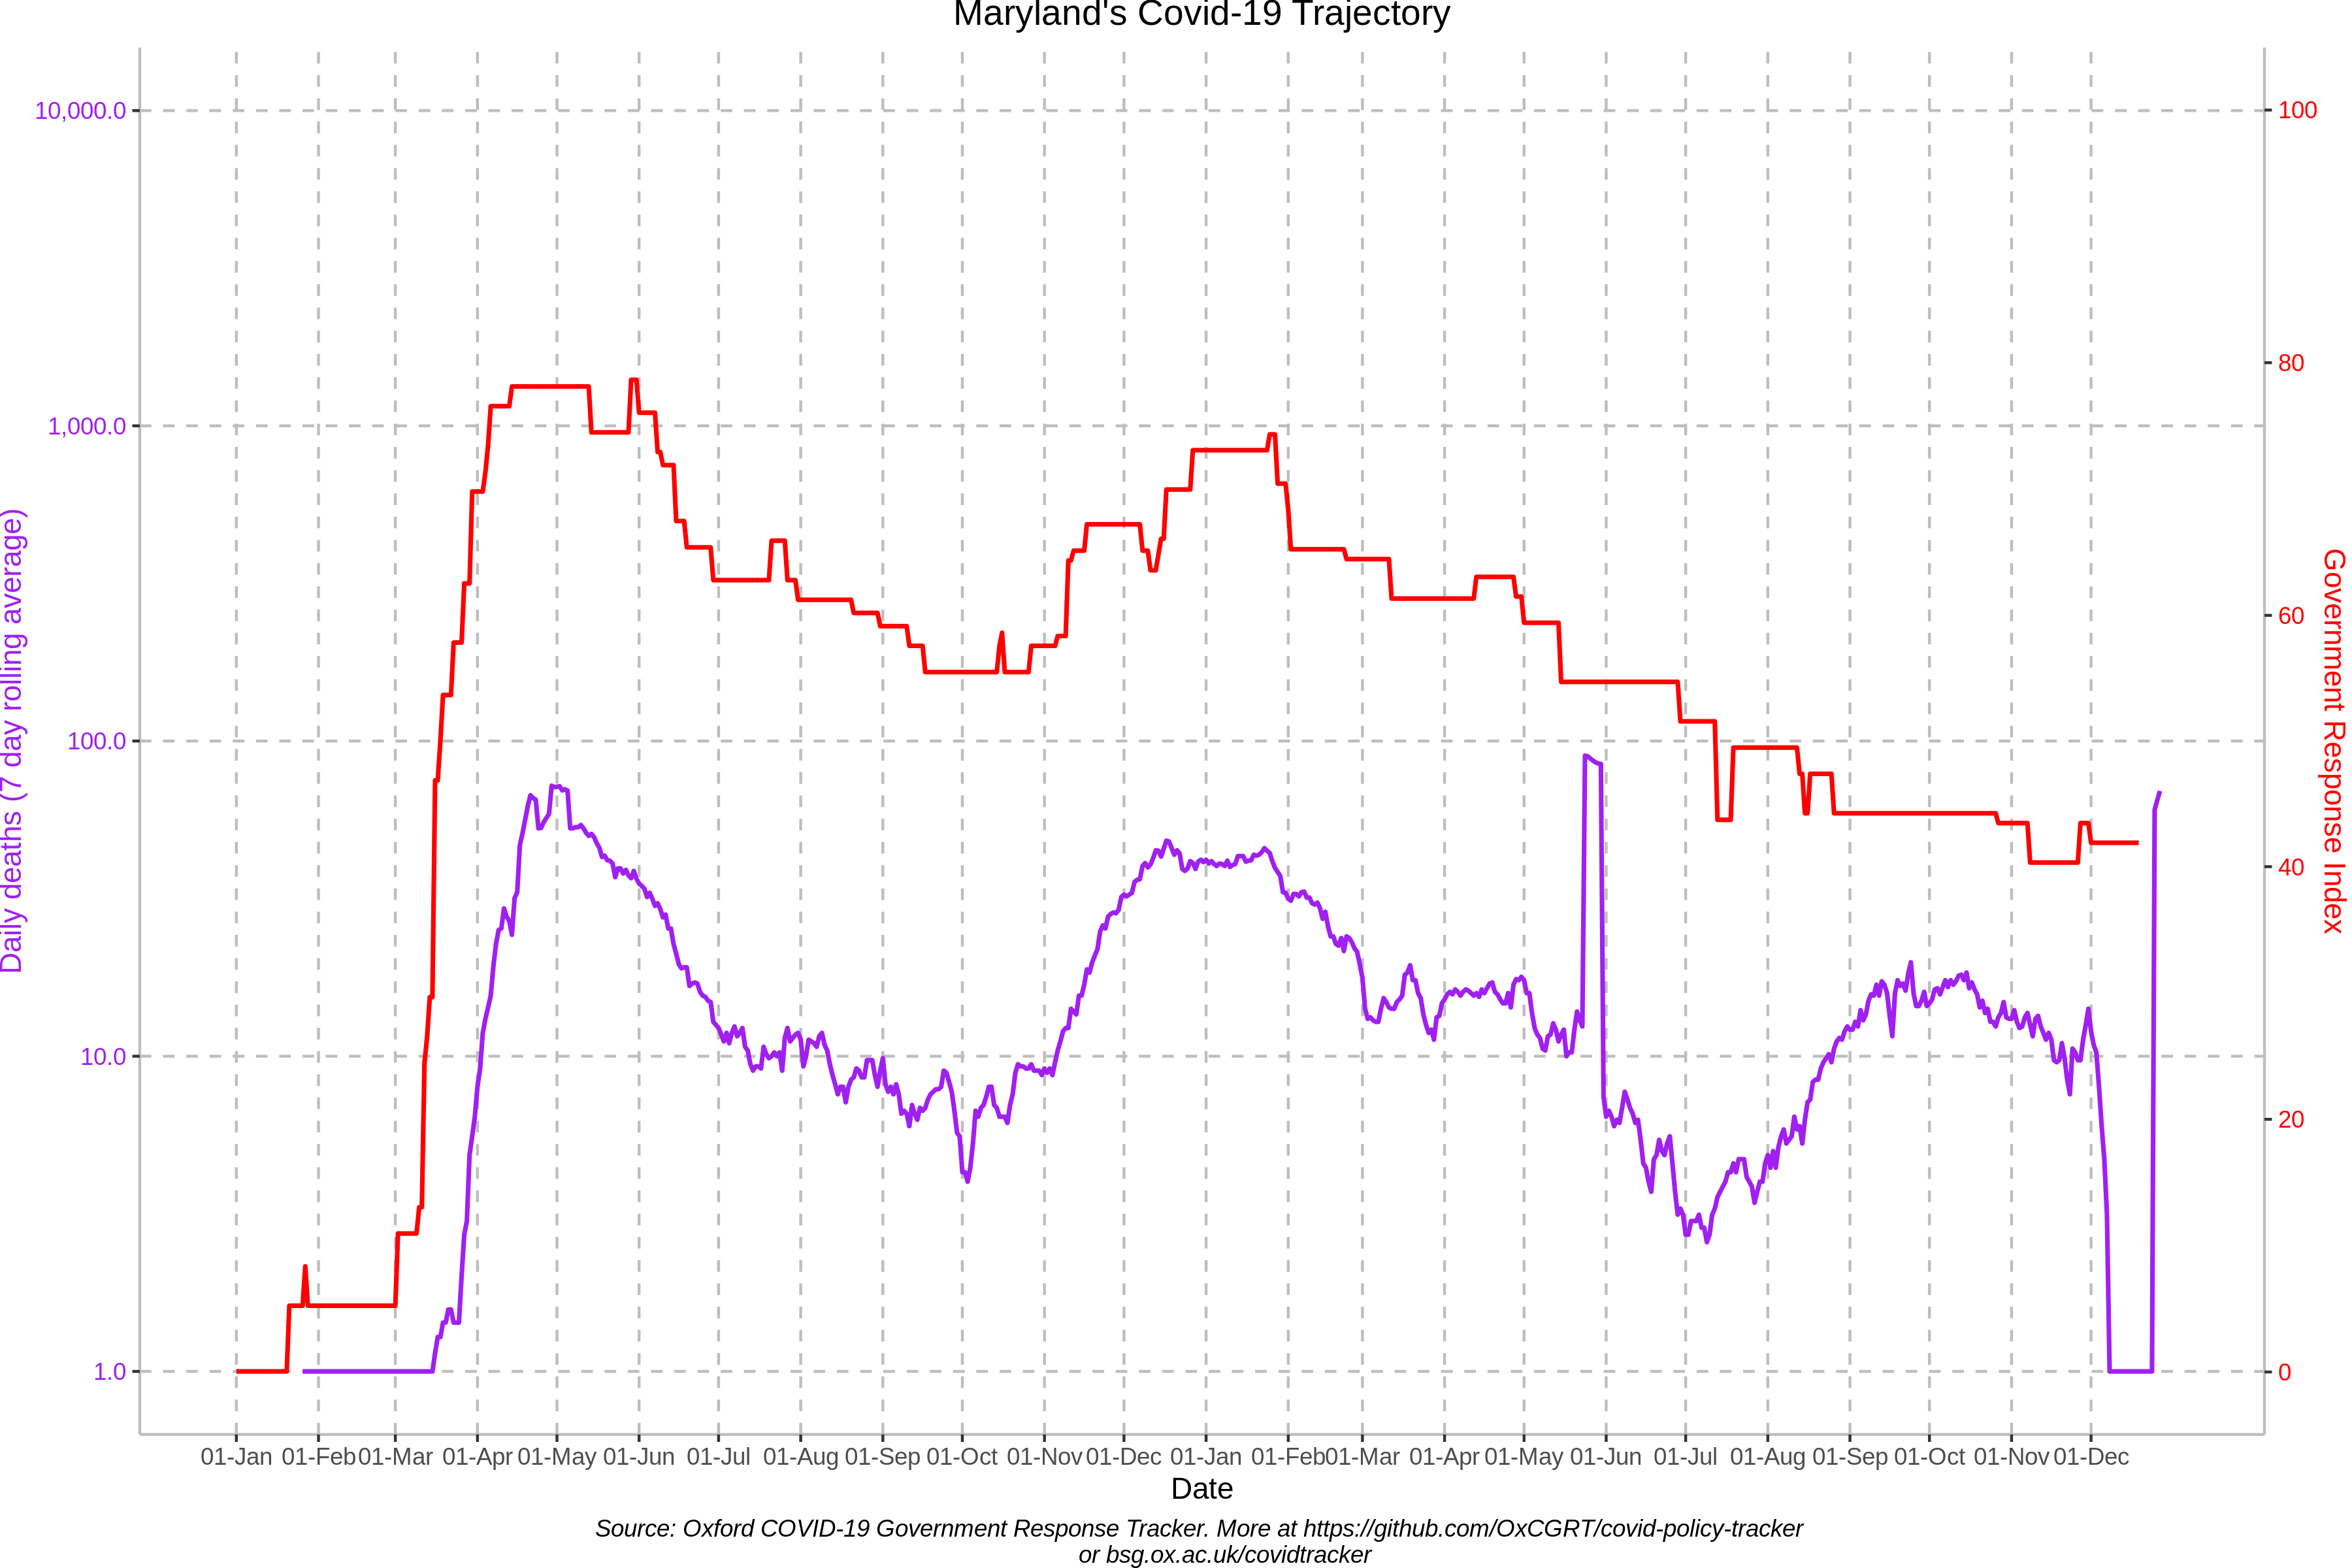 Maryland's Covid-19 Trajectory
10,000.0
1,000.0
100.0
10.0
1.0
Daily deaths (7 day rolling average)
100
80
60
40
20
0
Government Response Index
01-Jan 01-Feb 01-Mar 01-Apr 01-May 01-Jun 01-Jul 01-Aug 01-Sep 01-Oct 01-Nov 01-Dec 01-Jan 01-Feb 01-Mar 01-Apr 01-May 01-Jun 01-Jul 01-Aug 01-Sep 01-Oct 01-Nov 01-Dec
Date
Source: Oxford COVID-19 Government Response Tracker. More at https://github.com/OxCGRT/covid-policy-tracker
or bsg.ox.ac.uk/covidtracker